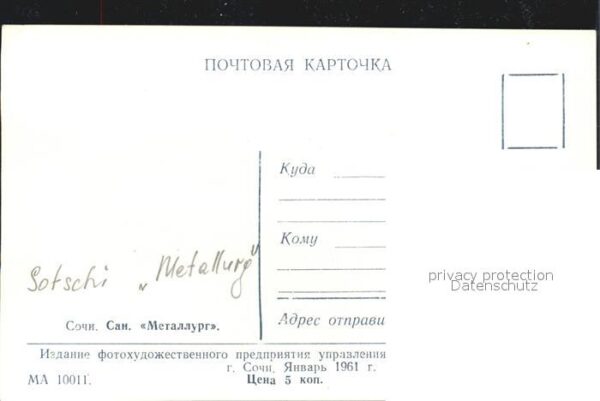 ПОЧТОВАЯ КАРТОЧКА
Куда
Кому
privacy protection
Datenschutz
Sotschi „Metallurg“
Сочи. Сан. «Металлург».
Адрес отправи
Издание фотохудожественного предприятия управления
г. Сочи, Январь 1961 г.
МА 10011.
Цена 5 коп.